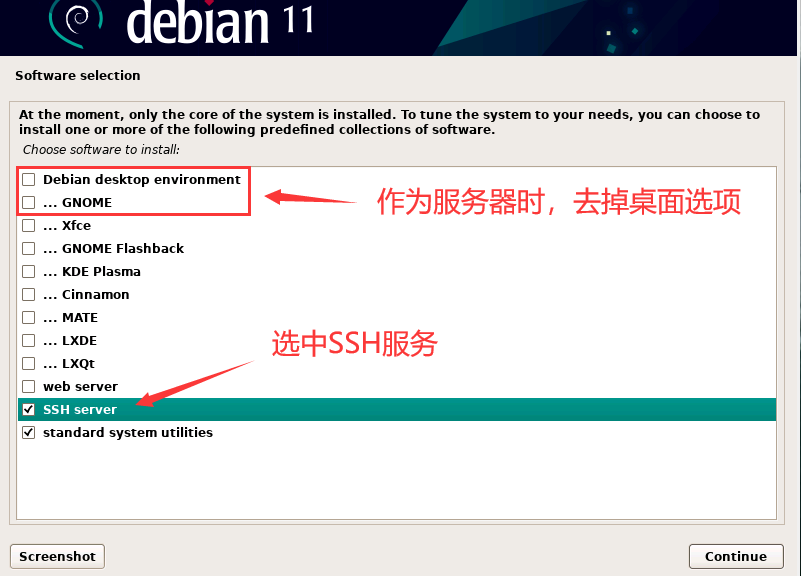 debian 11
Software selection
At the moment, only the core of the system is installed. To tune the system to your needs, you can choose to
install one or more of the following predefined collections of software.
Choose software to install:
Debian desktop environment
... GNOME
作为服务器时，去掉桌面选项
... Xfce
... GNOME Flashback
... KDE Plasma
... Cinnamon
... MATE
... LXDE
选中SSH服务
... LXQt
web server
SSH server
standard system utilities
Screenshot
Continue